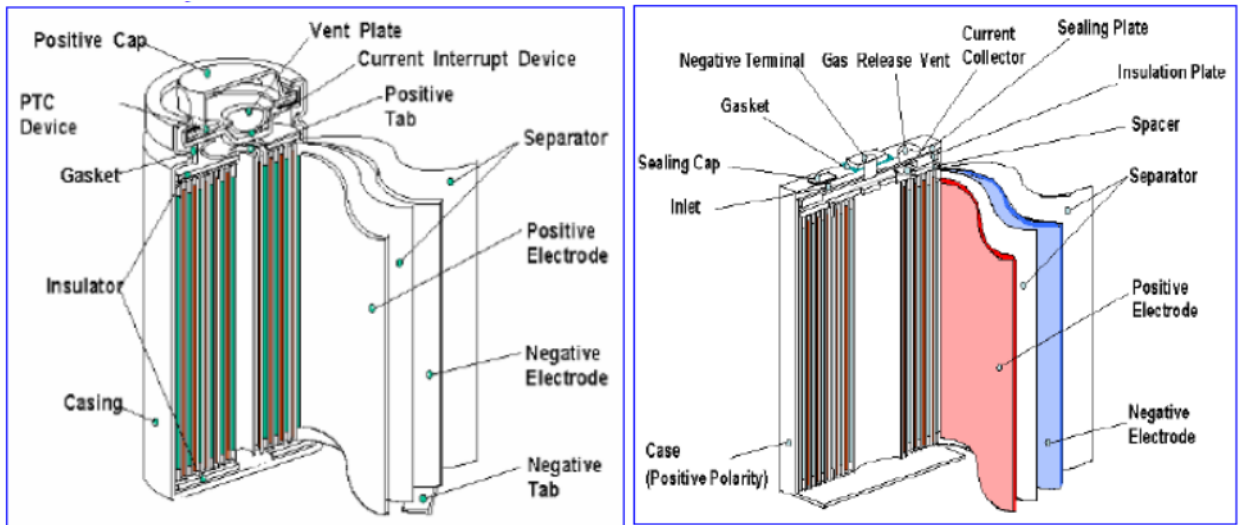 Positive Cap
Vent Plate
Current Interrupt Device
PTC
Device
Positive
Tab
Separator
Gasket
Positive
Electrode
Insulator
Negative
Electrode
Casing
Negative
Tab
Negative Terminal
Gas Release Vent
Current
Collector
Sealing Plate
Insulation Plate
Gasket
Spacer
Sealing Cap
Separator
Inlet
Positive
Electrode
Negative
Electrode
Case
(Positive Polarity)